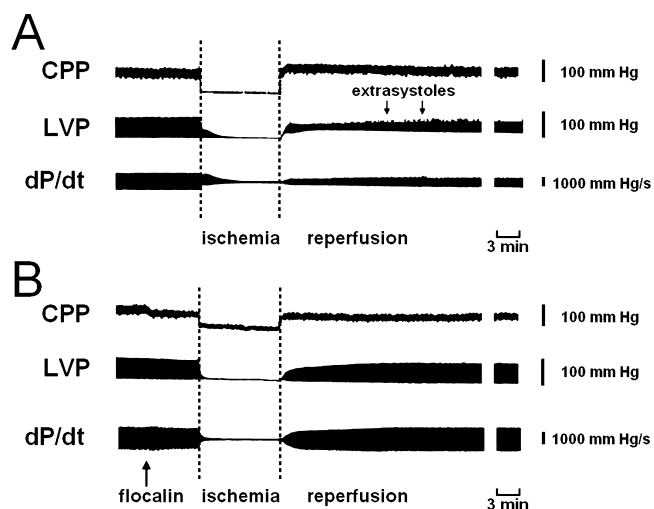 A
CPP
100 mm Hg
extrasystoles
LVP
100 mm Hg
dP/dt
1000 mm Hg/s
ischemia reperfusion
3 min
B
CPP
100 mm Hg
LVP
100 mm Hg
dP/dt
1000 mm Hg/s
flocalin ischemia reperfusion
3 min